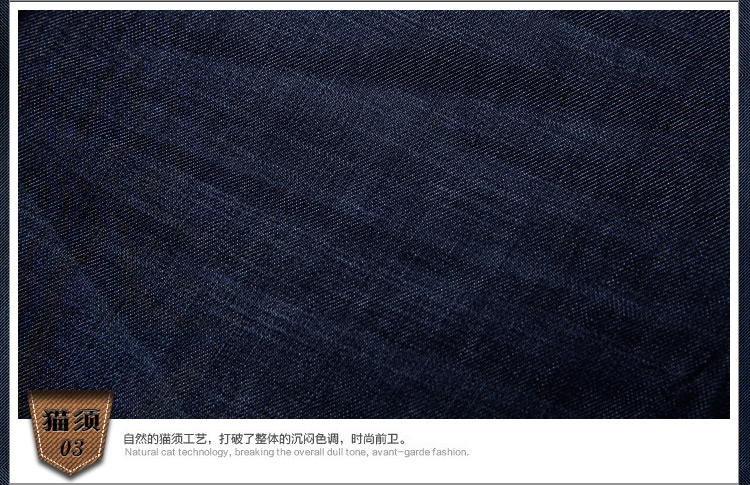 猫须
03
自然的猫须工艺，打破了整体的沉闷色调，时尚前卫。
Natural cat technology, breaking the overall dull tone, avant-garde fashion.